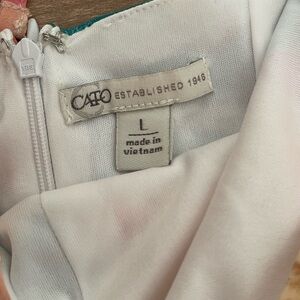 CATO ESTABLISHED 1946
L
made in
vietnam